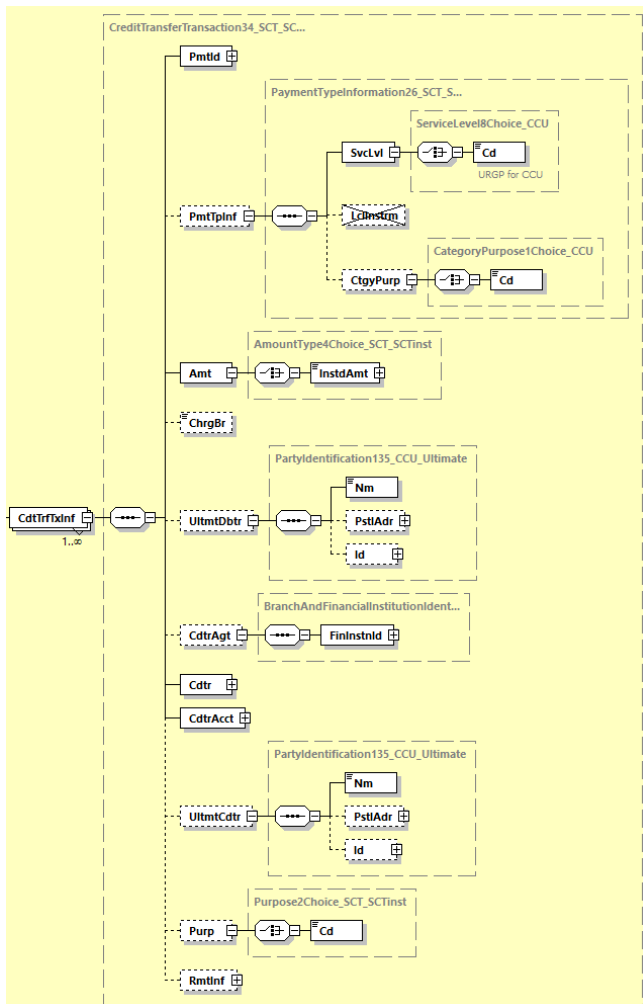 CreditTransferTransaction34_SCT_SC...
PmtId
PaymentTypeInformation26_SCT_S...
ServiceLevel8Choice_CCU
SvcLvl
Cd
URGP for CCU
PmtTpInf
LclInstrm
CategoryPurpose1Choice_CCU
CtgyPurp
Cd
AmountType4Choice_SCT_SCTinst
Amt
InstdAmt
ChrgBr
PartyIdentification135_CCU_Ultimate
Nm
CdtTrfTxInf
UltmtDbtr
PstlAdr
1..∞
Id
BranchAndFinancialInstitutionIdent...
CdtrAgt
FinInstnId
Cdtr
CdtrAcct
PartyIdentification135_CCU_Ultimate
Nm
UltmtCdtr
PstlAdr
Id
Purpose2Choice_SCT_SCTinst
Purp
Cd
RmtInf